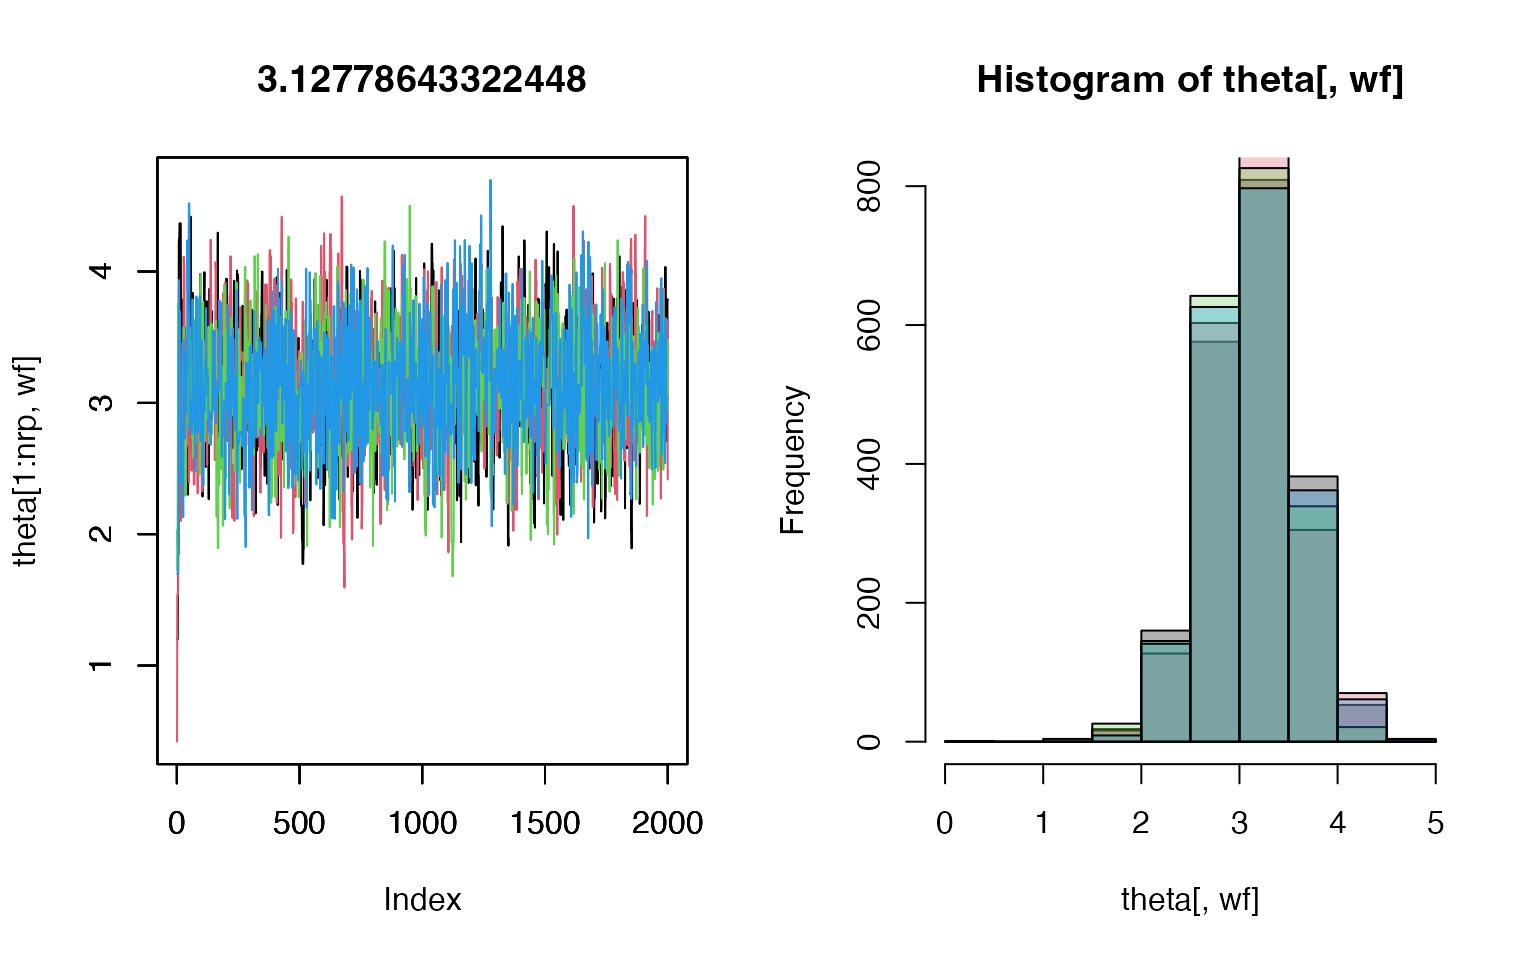 3.12778643322448
theta[1:nrp, wf]
4
3
2
1
0 500 1000 1500 2000
Index
Histogram of theta[, wf]
Frequency
800
600
400
200
0
0 1 2 3 4 5
theta[, wf]